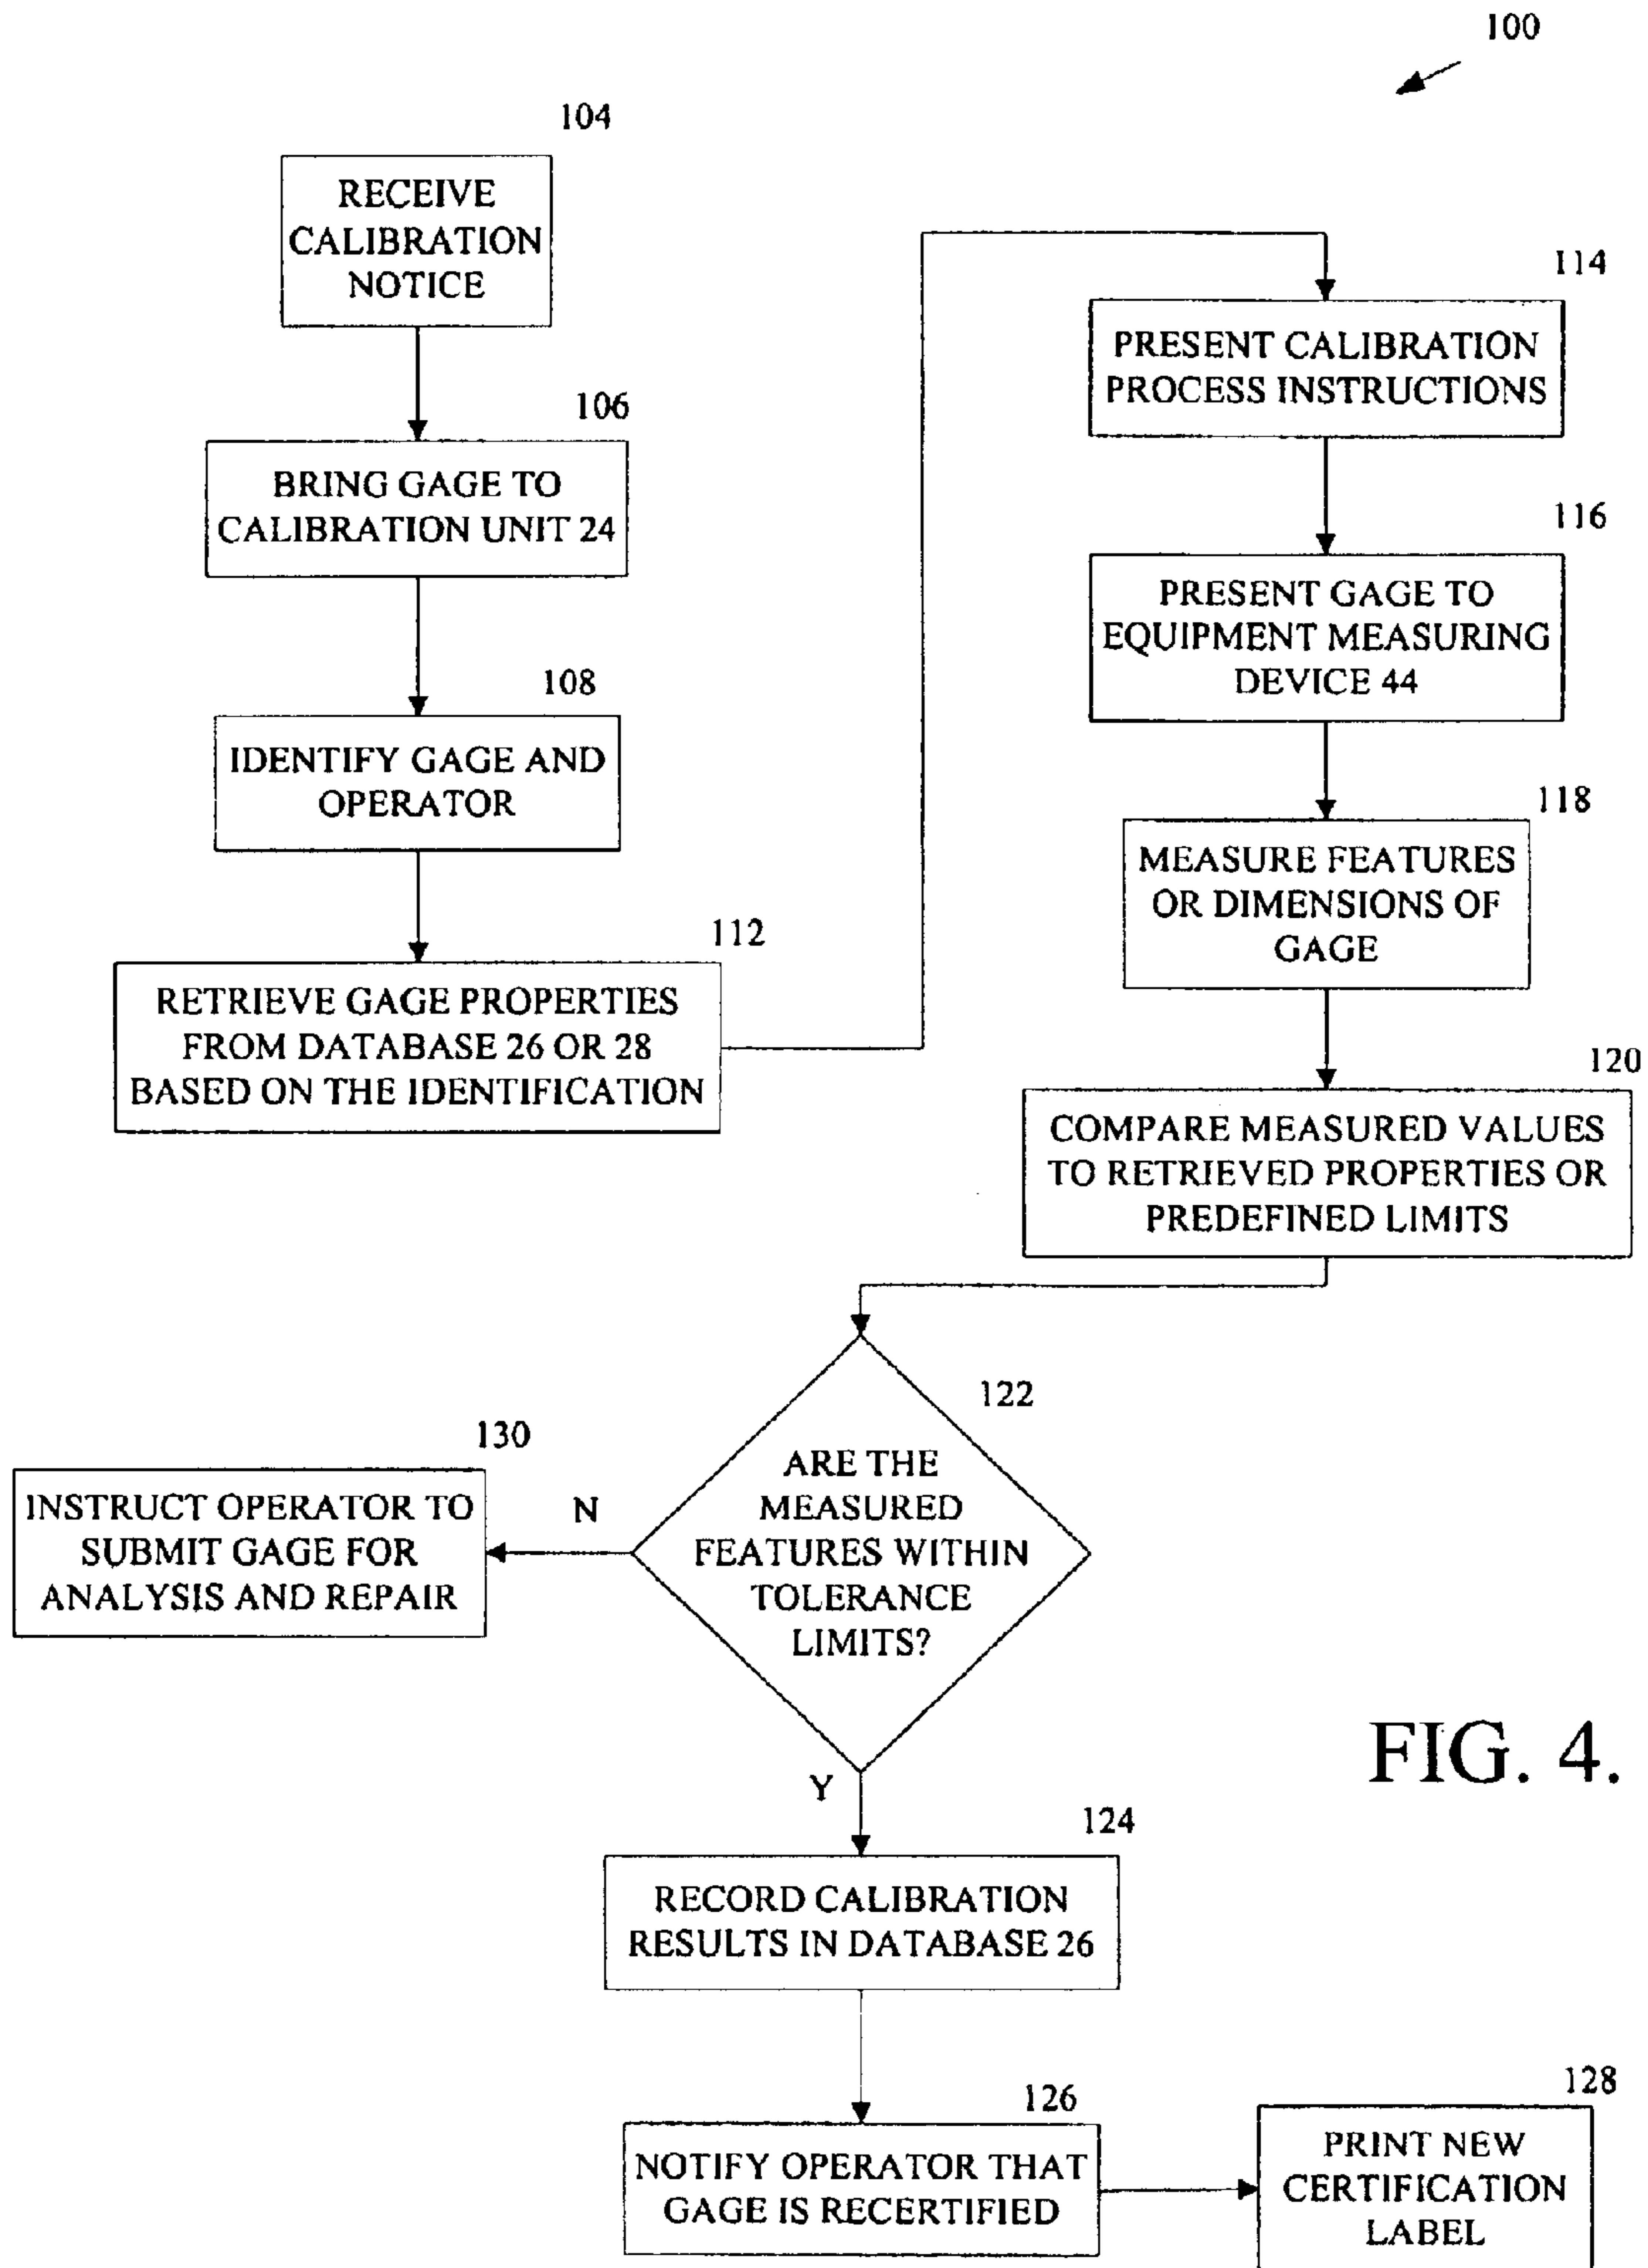 100
104
RECEIVE
CALIBRATION
NOTICE
106
BRING GAGE TO
CALIBRATION UNIT 24
108
IDENTIFY GAGE AND
OPERATOR
112
RETRIEVE GAGE PROPERTIES
FROM DATABASE 26 OR 28
BASED ON THE IDENTIFICATION
114
PRESENT CALIBRATION
PROCESS INSTRUCTIONS
116
PRESENT GAGE TO
EQUIPMENT MEASURING
DEVICE 44
118
MEASURE FEATURES
OR DIMENSIONS OF
GAGE
120
COMPARE MEASURED VALUES
TO RETRIEVED PROPERTIES OR
PREDEFINED LIMITS
122
ARE THE
MEASURED
FEATURES WITHIN
TOLERANCE
LIMITS?
N
130
INSTRUCT OPERATOR TO
SUBMIT GAGE FOR
ANALYSIS AND REPAIR
Y
124
RECORD CALIBRATION
RESULTS IN DATABASE 26
126
NOTIFY OPERATOR THAT
GAGE IS RECERTIFIED
128
PRINT NEW
CERTIFICATION
LABEL
FIG. 4.